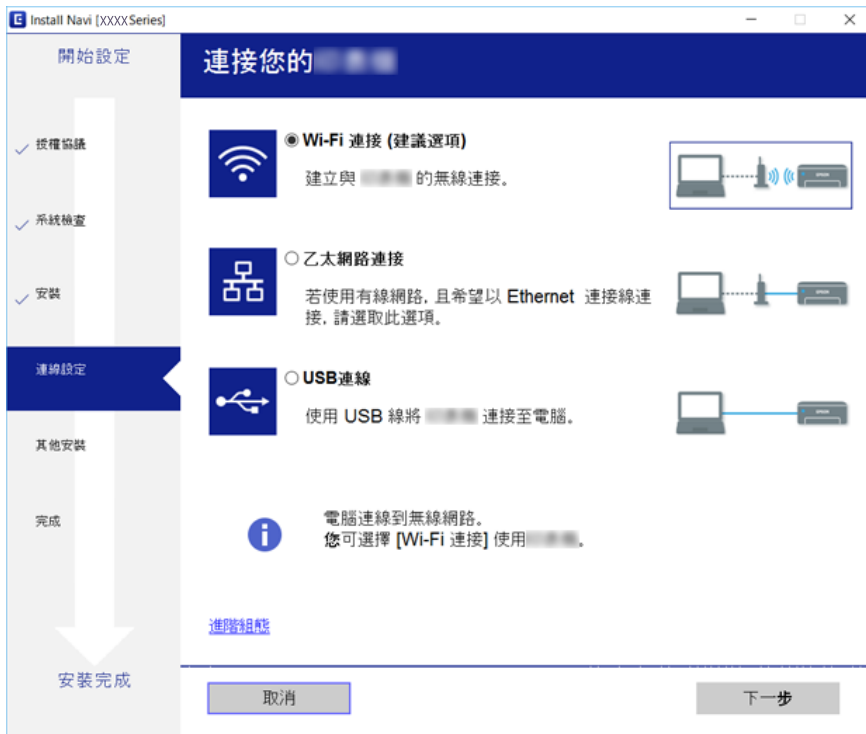 Install Navi [XXXX Series]
開始設定
授權協議
系統檢查
安裝
連線設定
其他安裝
完成
安裝完成
連接您的
Wi-Fi 連接 (建議選項)
建立與 的無線連接。
乙太網路連接
若使用有線網路, 且希望以 Ethernet 連接線連
接, 請選取此選項。
USB連線
使用 USB 線將 連接至電腦。
電腦連線到無線網路。
您可選擇 [Wi-Fi 連接] 使用 。
進階組態
取消
下一步